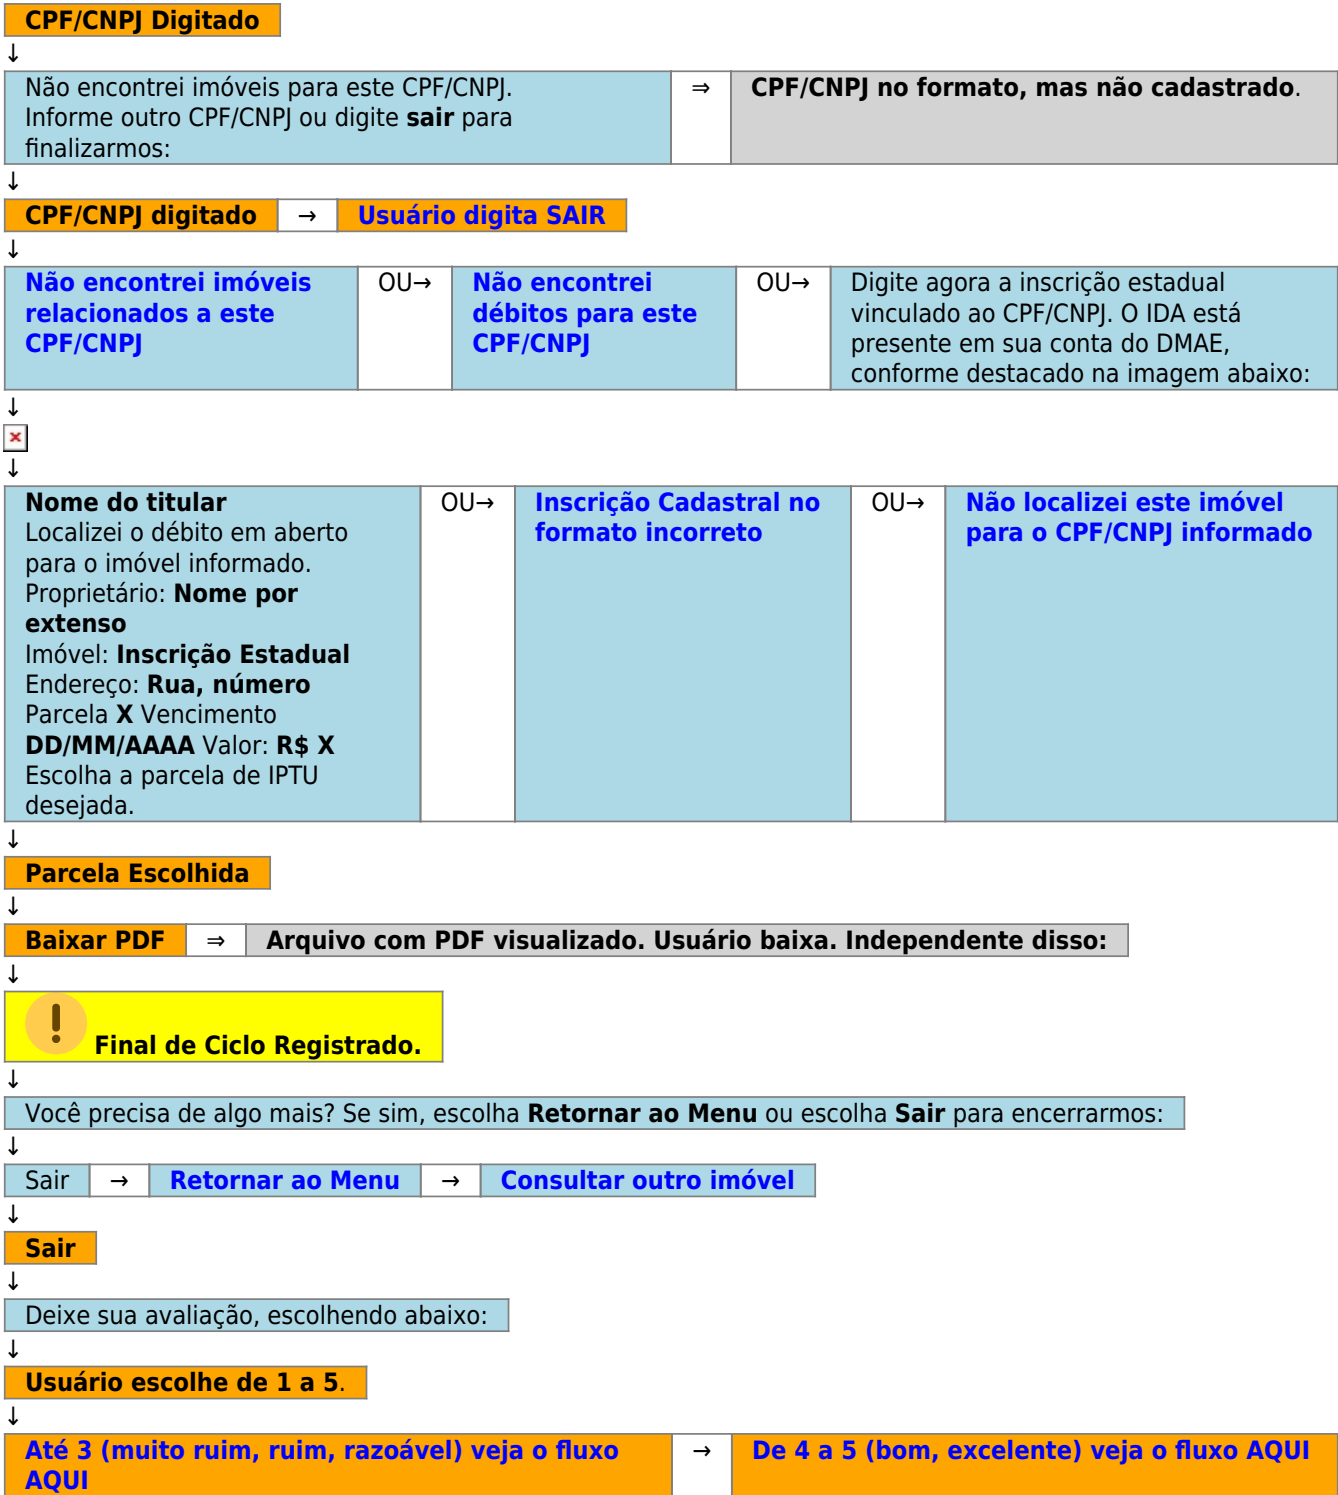 CPF/CNPJ Digitado
↓
Não encontrei imóveis para este CPF/CNPJ.
Informe outro CPF/CNPJ ou digite sair para
finalizarmos:
⇒
CPF/CNPJ no formato, mas não cadastrado.
↓
CPF/CNPJ digitado → Usuário digita SAIR
↓
Não encontrei imóveis
relacionados a este
CPF/CNPJ
OU→
Não encontrei
débitos para este
CPF/CNPJ
OU→
Digite agora a inscrição estadual
vinculado ao CPF/CNPJ. O IDA está
presente em sua conta do DMAE,
conforme destacado na imagem abaixo:
↓
↓
Nome do titular
Localizei o débito em aberto
para o imóvel informado.
Proprietário: Nome por
extenso
Imóvel: Inscrição Estadual
Endereço: Rua, número
Parcela X Vencimento
DD/MM/AAAA Valor: R$ X
Escolha a parcela de IPTU
desejada.
OU→
Inscrição Cadastral no
formato incorreto
OU→
Não localizei este imóvel
para o CPF/CNPJ informado
↓
Parcela Escolhida
↓
Baixar PDF ⇒ Arquivo com PDF visualizado. Usuário baixa. Independente disso:
↓
Final de Ciclo Registrado.
↓
Você precisa de algo mais? Se sim, escolha Retornar ao Menu ou escolha Sair para encerrarmos:
↓
Sair → Retornar ao Menu → Consultar outro imóvel
↓
Sair
↓
Deixe sua avaliação, escolhendo abaixo:
↓
Usuário escolhe de 1 a 5.
↓
Até 3 (muito ruim, ruim, razoável) veja o fluxo
AQUI
→
De 4 a 5 (bom, excelente) veja o fluxo AQUI